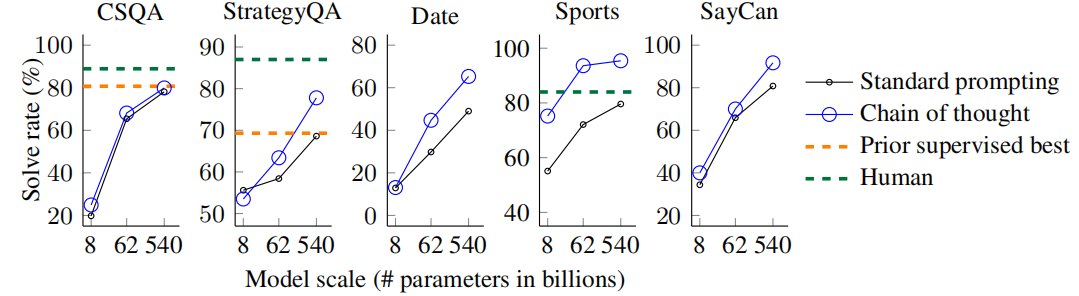 CSQA
StrategyQA
Date
Sports
SayCan
Solve rate (%)
100
80
60
40
20
8 62 540
90
80
70
60
50
8 62 540
80
60
40
20
0
8 62 540
100
80
60
40
8 62 540
100
80
60
40
20
8 62 540
Model scale (# parameters in billions)
Standard prompting
Chain of thought
Prior supervised best
Human